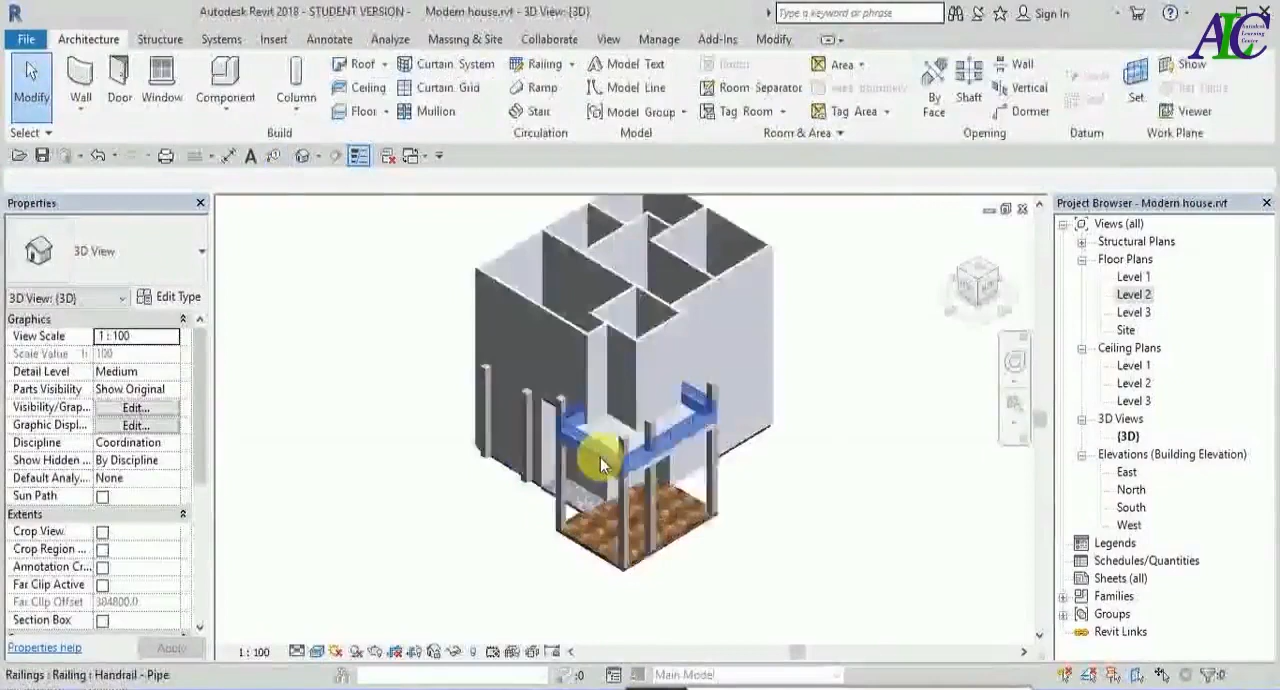 Autodesk Revit 2018 - STUDENT VERSION - Modern house.rvt - 3D View: {3D}
Type a keyword or phrase
Sign In
ALC
Autodesk
Learning
Center
File Architecture Structure Systems Insert Annotate Analyze Massing & Site Collaborate View Manage Add-Ins Modify
Modify Wall Door Window Component Column
Roof Curtain System Railing Model Text Area Wall Show
Ceiling Curtain Grid Ramp Model Line Room Separator Vertical
Floor Mullion Stair Model Group Tag Room Tag Area Dormer Viewer
By Face Shaft Set
Select Build Circulation Model Room & Area Opening Datum Work Plane
Properties
3D View
3D View: {3D} Edit Type
Graphics
View Scale 1 : 100
Scale Value 1: 100
Detail Level Medium
Parts Visibility Show Original
Visibility/Grap... Edit...
Graphic Displ... Edit...
Discipline Coordination
Show Hidden ... By Discipline
Default Analy... None
Sun Path
Extents
Crop View
Crop Region ...
Annotation Cr...
Far Clip Active
Far Clip Offset 304800.0
Section Box
Properties help Apply
1 : 100
Project Browser - Modern house.rvt
Views (all)
Structural Plans
Floor Plans
Level 1
Level 2
Level 3
Site
Ceiling Plans
Level 1
Level 2
Level 3
3D Views
{3D}
Elevations (Building Elevation)
East
North
South
West
Legends
Schedules/Quantities
Sheets (all)
Families
Groups
Revit Links
Railings : Railing : Handrail - Pipe
:0
Main Model
:0